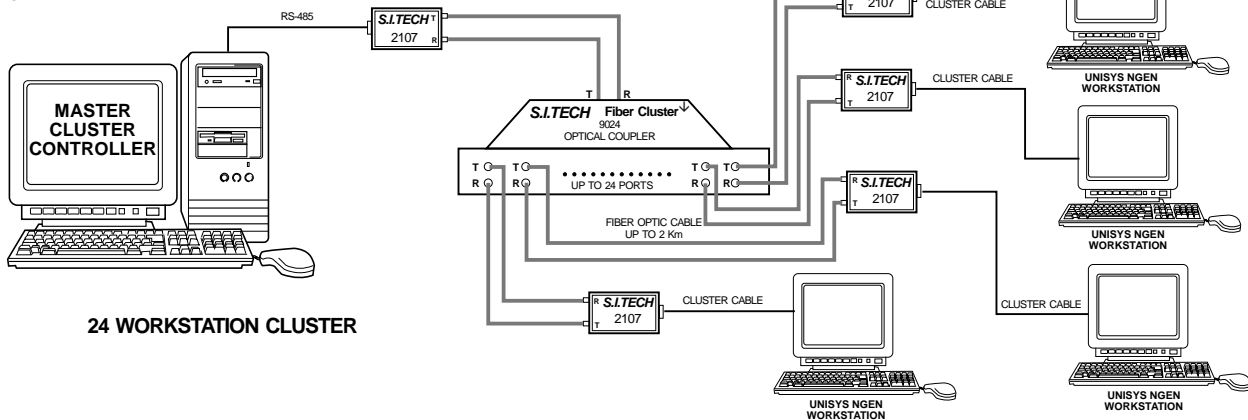 RS-485
S.I.TECH T
2107 R
MASTER
CLUSTER
CONTROLLER
T R
S.I.TECH Fiber Cluster
9024
OPTICAL COUPLER
T T T T
R R R R
UP TO 24 PORTS
FIBER OPTIC CABLE
UP TO 2 Km
T 2107
CLUSTER CABLE
UNISYS NGEN
WORKSTATION
R S.I.TECH
T 2107
CLUSTER CABLE
UNISYS NGEN
WORKSTATION
R S.I.TECH
T 2107
CLUSTER CABLE
UNISYS NGEN
WORKSTATION
R S.I.TECH
T 2107
CLUSTER CABLE
UNISYS NGEN
WORKSTATION
24 WORKSTATION CLUSTER